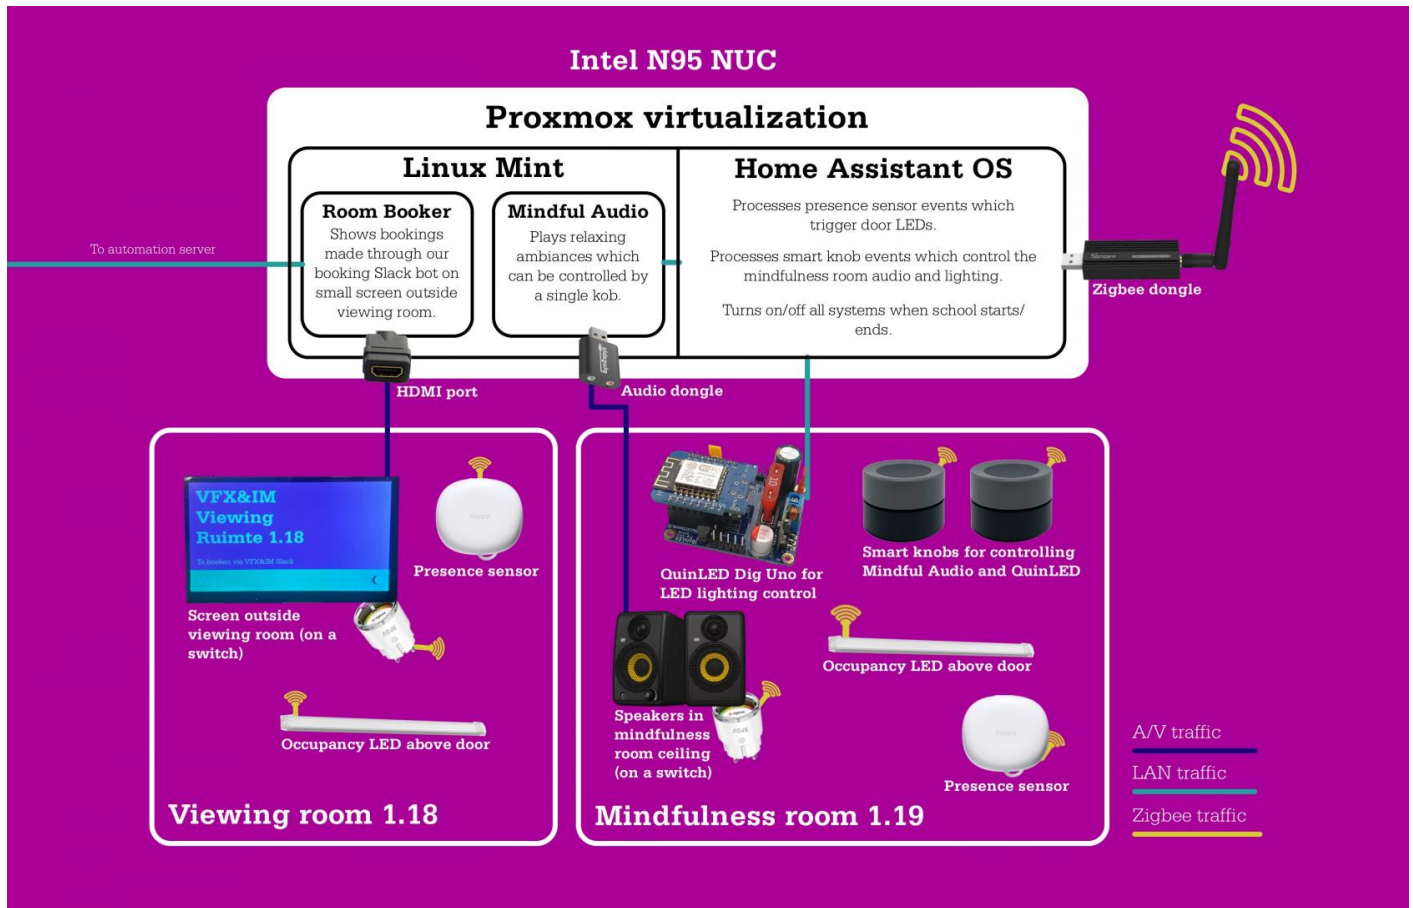 Intel N95 NUC
Proxmox virtualization
Linux Mint
Home Assistant OS
Room Booker
Shows bookings
made through our
booking Slack bot on
small screen outside
viewing room.
Mindful Audio
Plays relaxing
ambiances which
can be controlled by
a single kob.
Processes presence sensor events which
trigger door LEDs.
Processes smart knob events which control the
mindfulness room audio and lighting.
Turns on/off all systems when school starts/
ends.
To automation server
Zigbee dongle
HDMI port
Audio dongle
VFX&IM
Viewing
Ruimte 1.18
To booken via VFX&IM Slack
Presence sensor
Screen outside
viewing room (on a
switch)
Occupancy LED above door
Viewing room 1.18
10
QuinLED Dig Uno for
LED lighting control
Smart knobs for controlling
Mindful Audio and QuinLED
Occupancy LED above door
Speakers in
mindfulness
room ceiling
(on a switch)
Presence sensor
Mindfulness room 1.19
A/V traffic
LAN traffic
Zigbee traffic